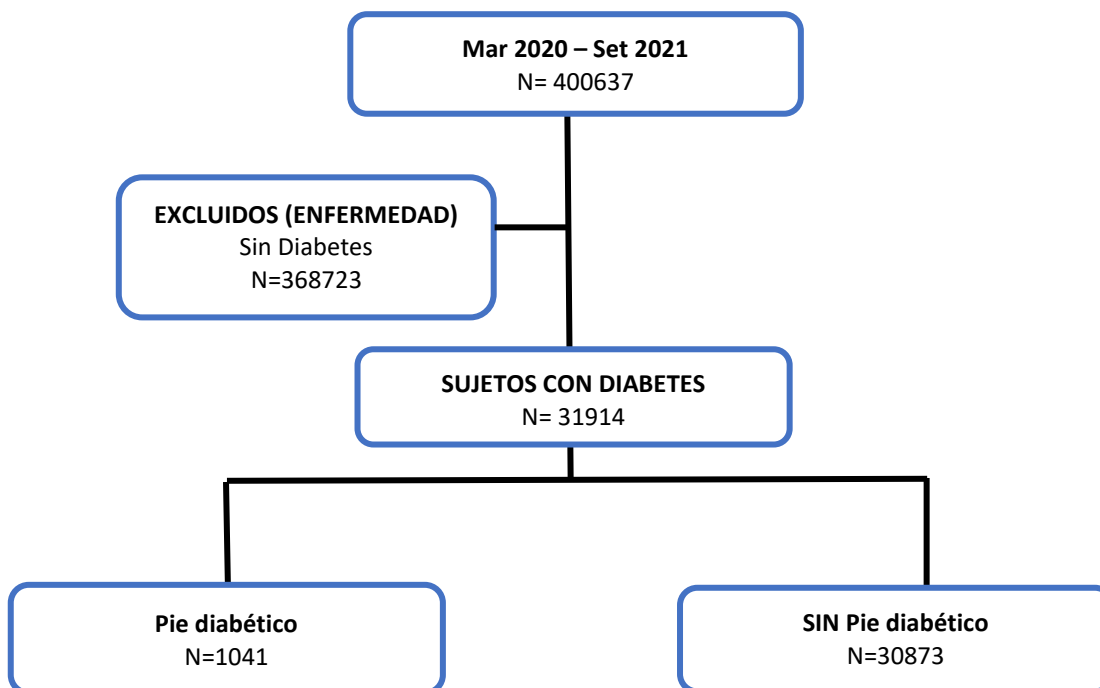 Mar 2020 – Set 2021
N= 400637
EXCLUIDOS (ENFERMEDAD)
Sin Diabetes
N=368723
SUJETOS CON DIABETES
N= 31914
Pie diabético
N=1041
SIN Pie diabético
N=30873